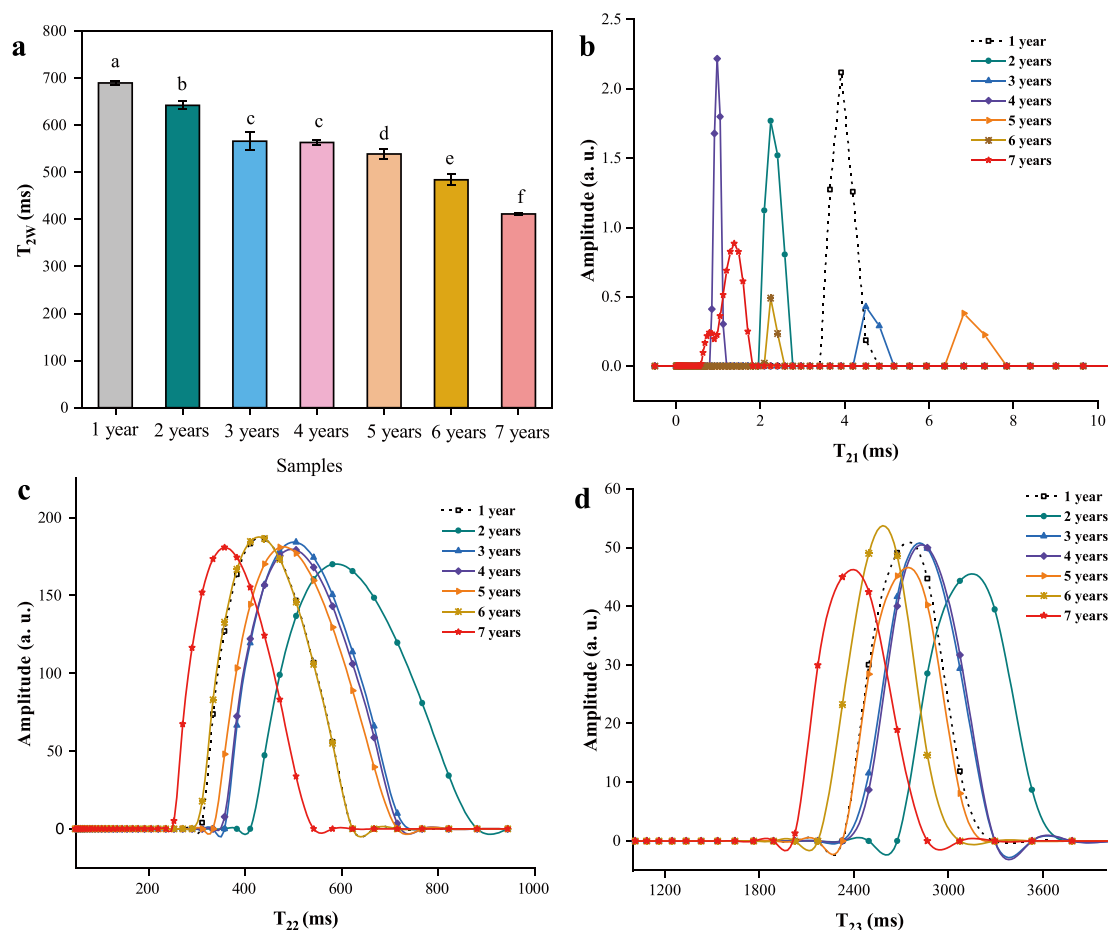 a
800
700
600
500
400
300
200
100
0
T2W (ms)
a
b
c
c
d
e
f
1 year
2 years
3 years
4 years
5 years
6 years
7 years
Samples
b
2.5
2.0
1.5
1.0
0.5
0.0
Amplitude (a. u.)
1 year
2 years
3 years
4 years
5 years
6 years
7 years
0
2
4
6
8
10
T21 (ms)
c
200
150
100
50
0
Amplitude (a. u.)
1 year
2 years
3 years
4 years
5 years
6 years
7 years
200
400
600
800
1000
T22 (ms)
d
60
50
40
30
20
10
0
Amplitude (a. u.)
1 year
2 years
3 years
4 years
5 years
6 years
7 years
1200
1800
2400
3000
3600
T23 (ms)